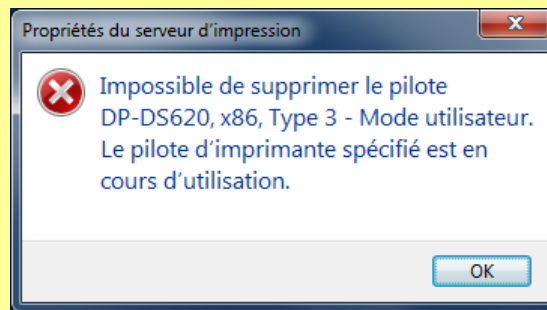 Propriétés du serveur d’impression
Impossible de supprimer le pilote
DP-DS620, x86, Type 3 - Mode utilisateur.
Le pilote d’imprimante spécifié est en
cours d’utilisation.
OK